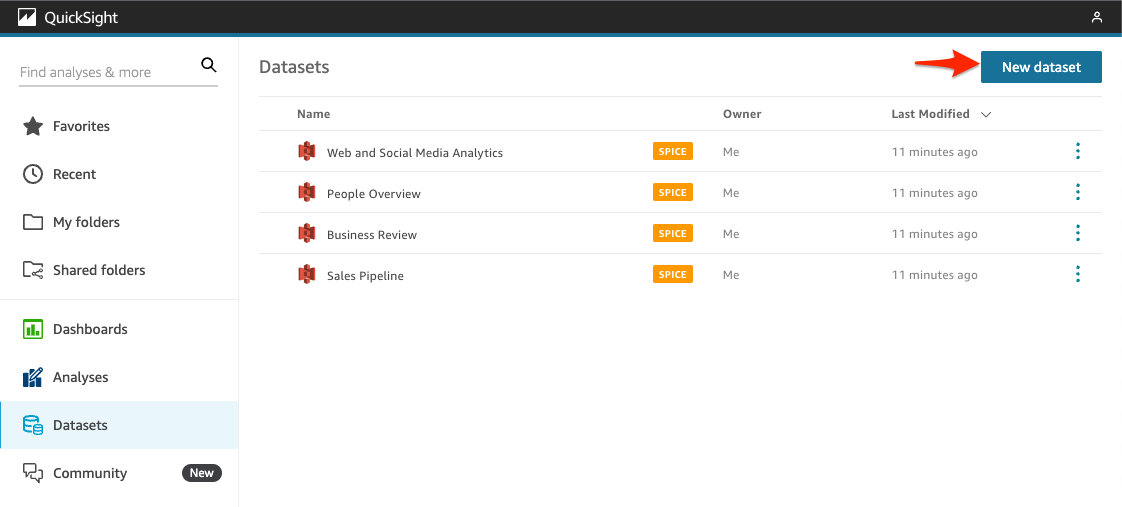 QuickSight
Find analyses & more
Favorites
Recent
My folders
Shared folders
Dashboards
Analyses
Datasets
Community New
Datasets
New dataset
Name Owner Last Modified
Web and Social Media Analytics SPICE Me 11 minutes ago
People Overview SPICE Me 11 minutes ago
Business Review SPICE Me 11 minutes ago
Sales Pipeline SPICE Me 11 minutes ago